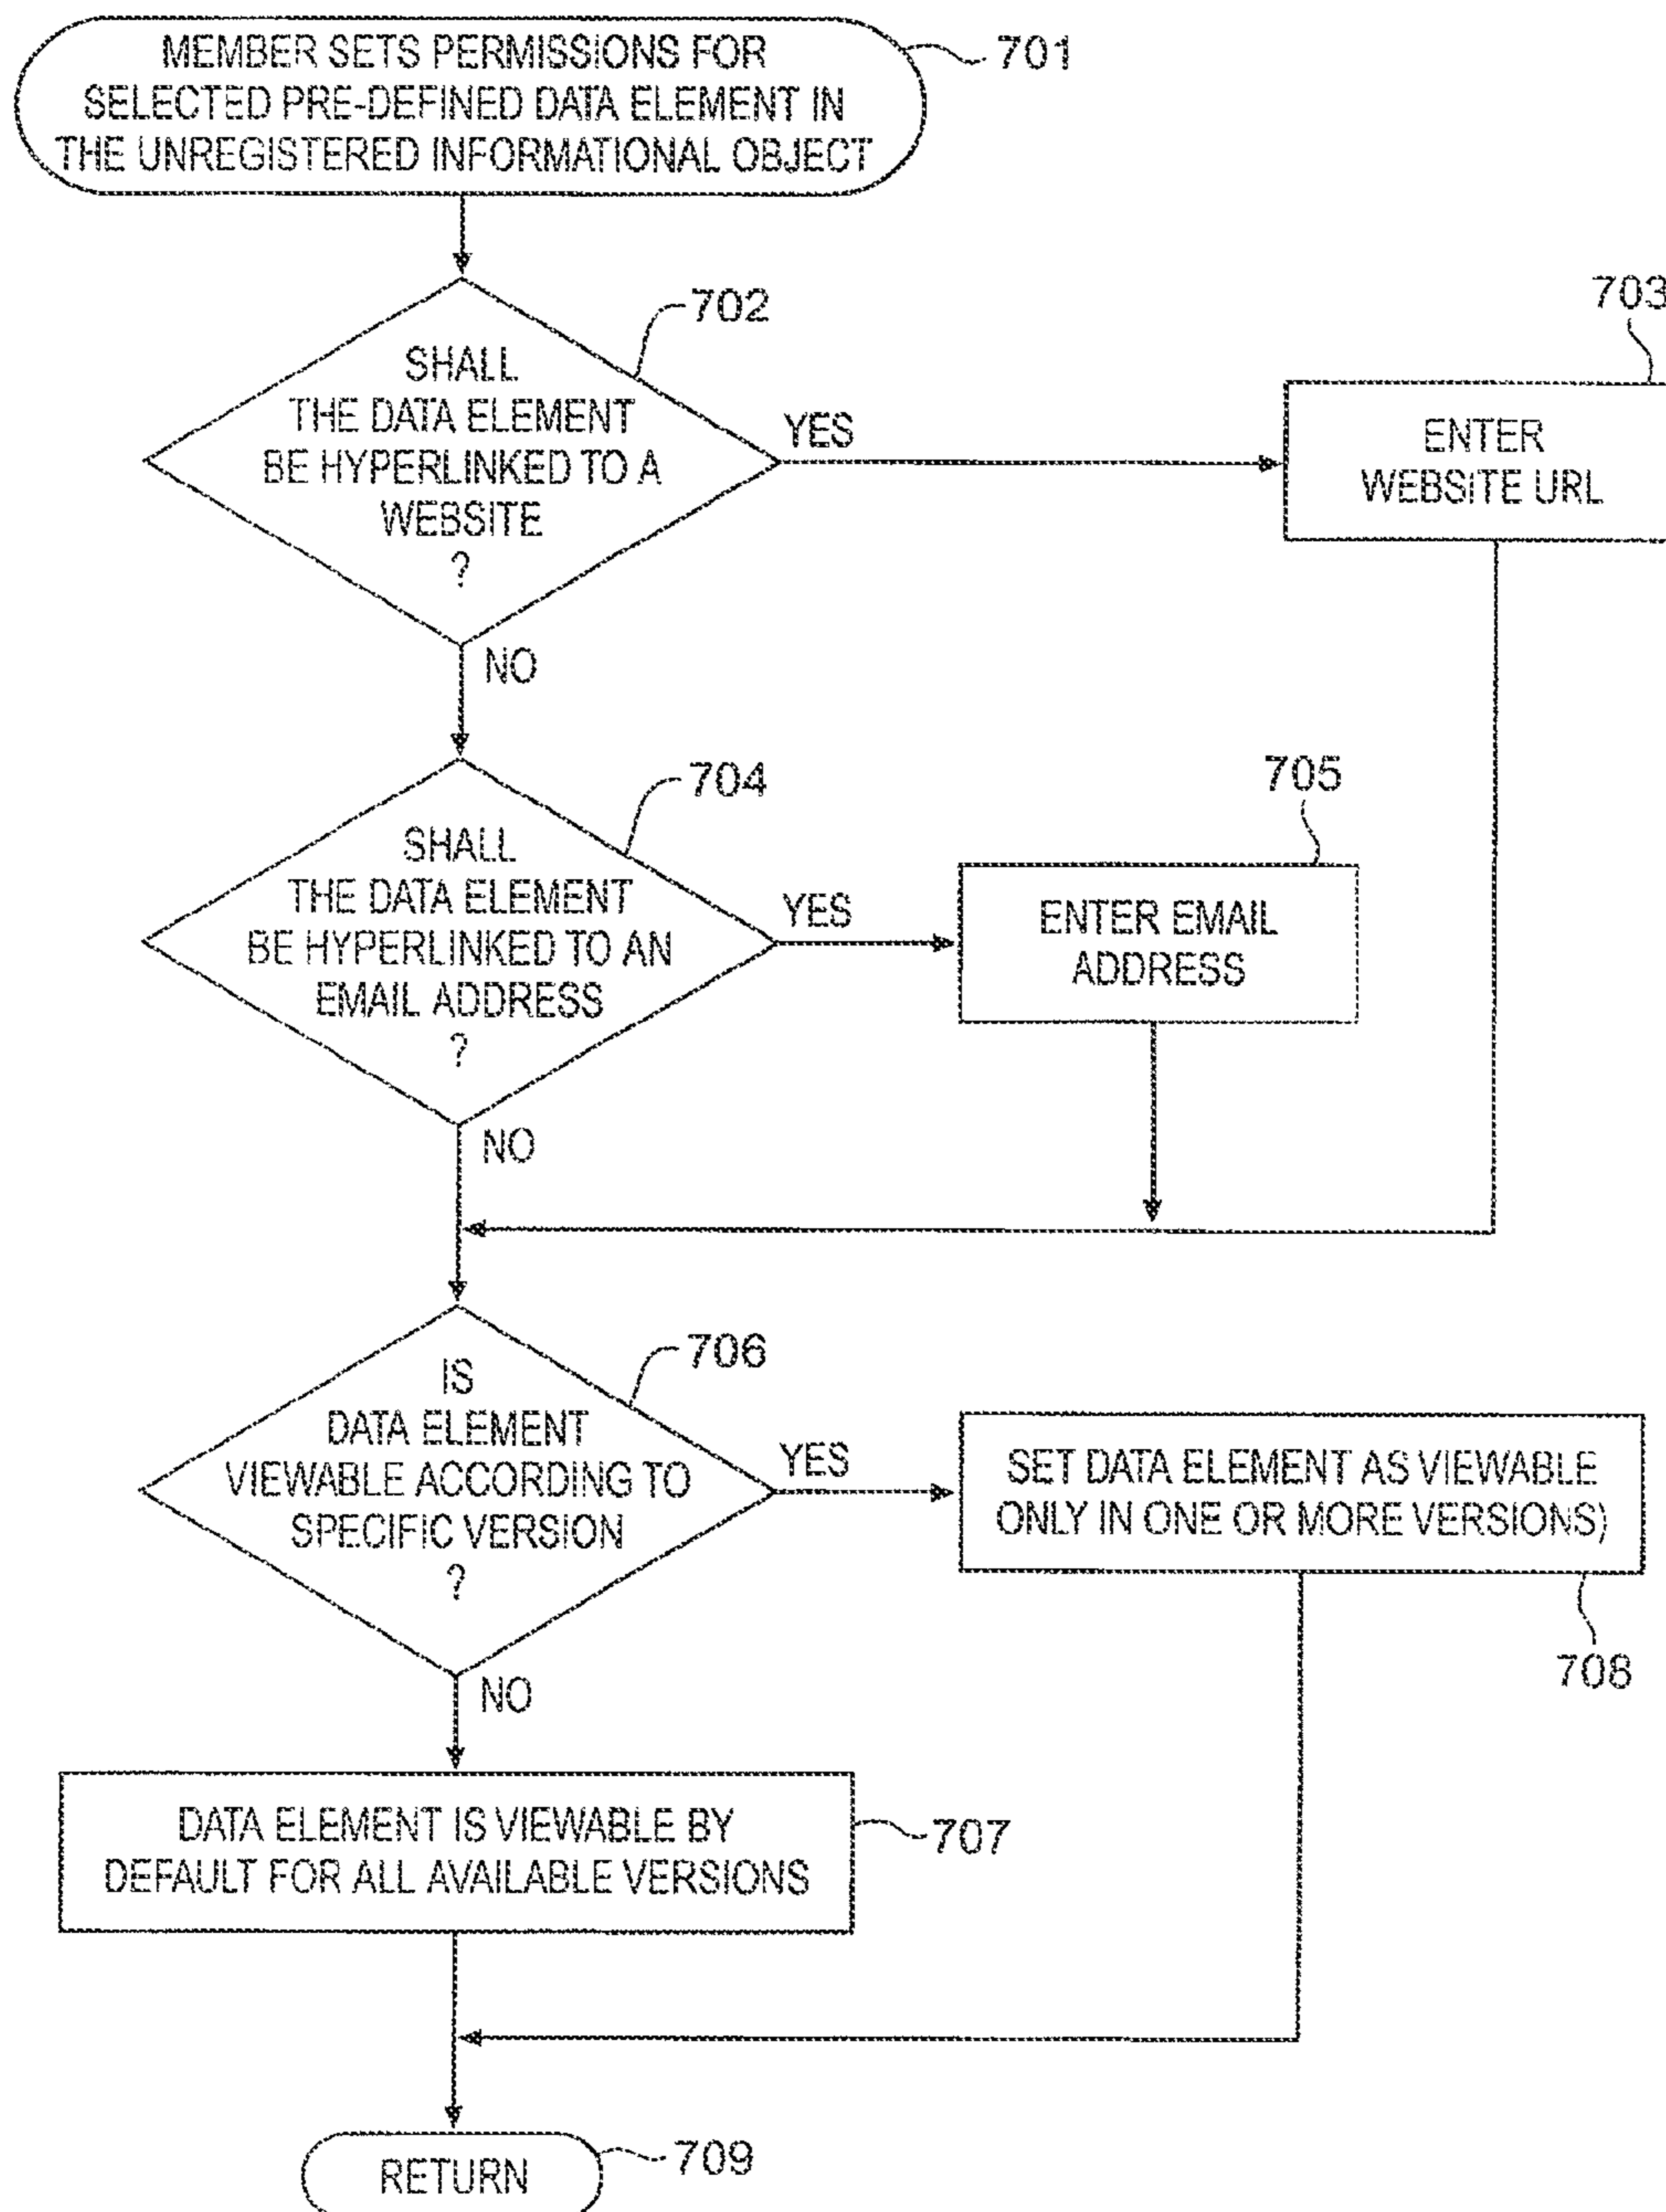 MEMBER SETS PERMISSIONS FOR
SELECTED PRE-DEFINED DATA ELEMENT IN
THE UNREGISTERED INFORMATIONAL OBJECT
701
702
SHALL
THE DATA ELEMENT
BE HYPERLINKED TO A
WEBSITE
?
YES
703
ENTER
WEBSITE URL
NO
704
SHALL
THE DATA ELEMENT
BE HYPERLINKED TO AN
EMAIL ADDRESS
?
YES
705
ENTER EMAIL
ADDRESS
NO
706
IS
DATA ELEMENT
VIEWABLE ACCORDING TO
SPECIFIC VERSION
?
YES
SET DATA ELEMENT AS VIEWABLE
ONLY IN ONE OR MORE VERSIONS)
708
NO
DATA ELEMENT IS VIEWABLE BY
DEFAULT FOR ALL AVAILABLE VERSIONS
707
RETURN
709